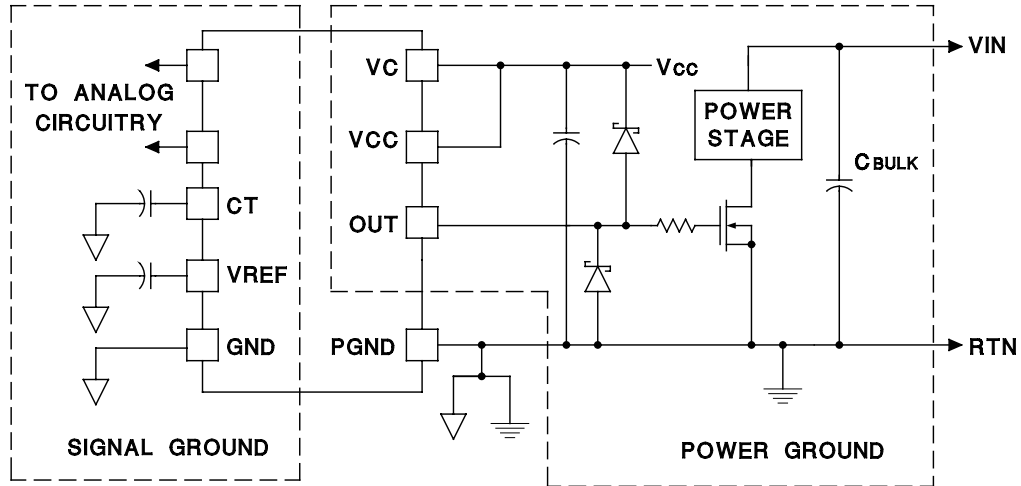 VC
VCC
OUT
PGND
TO ANALOG
CIRCUITRY
CT
VREF
GND
SIGNAL GROUND
Vcc
POWER
STAGE
CBULK
VIN
RTN
POWER GROUND